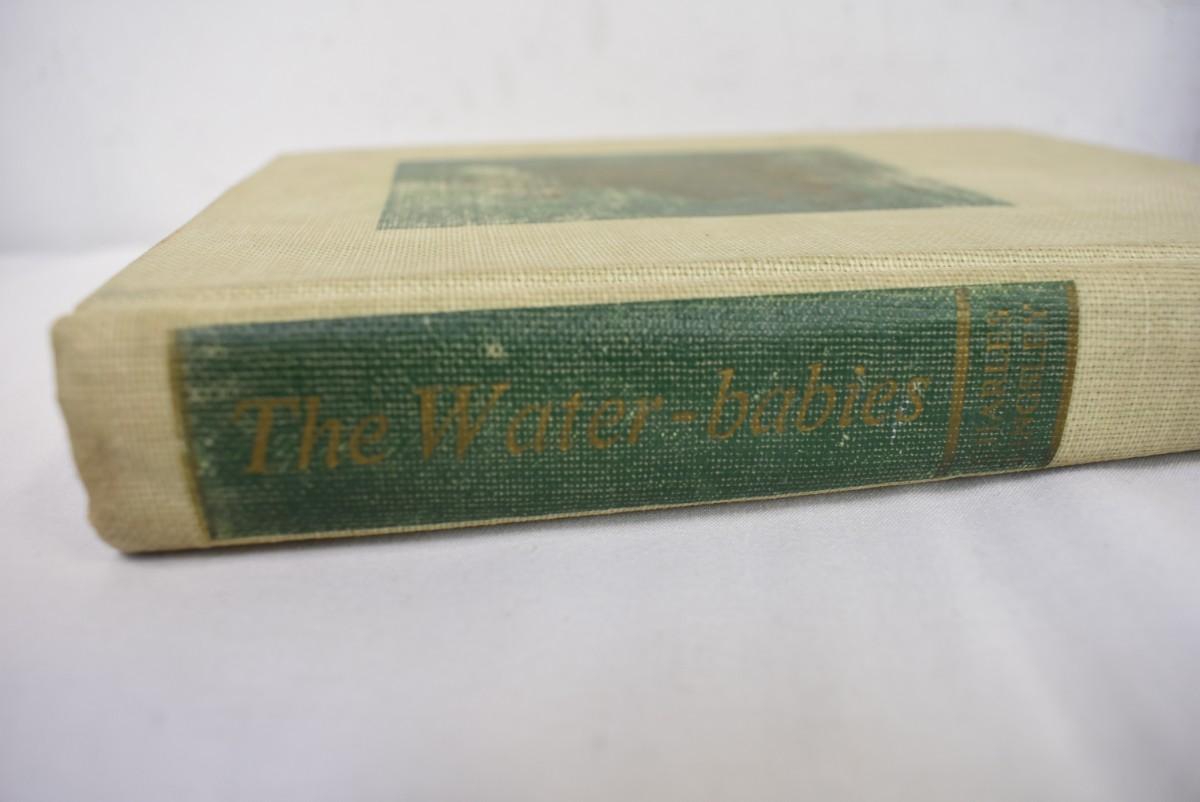 The Water-babies
CHARLES
KINGSLEY